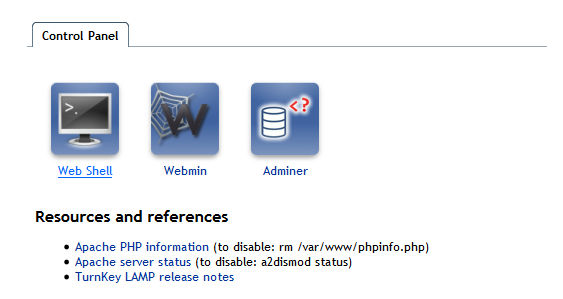 Control Panel
>_
W
<?
Web Shell
Webmin
Adminer
Resources and references
Apache PHP information (to disable: rm /var/www/phpinfo.php)
Apache server status (to disable: a2dismod status)
TurnKey LAMP release notes